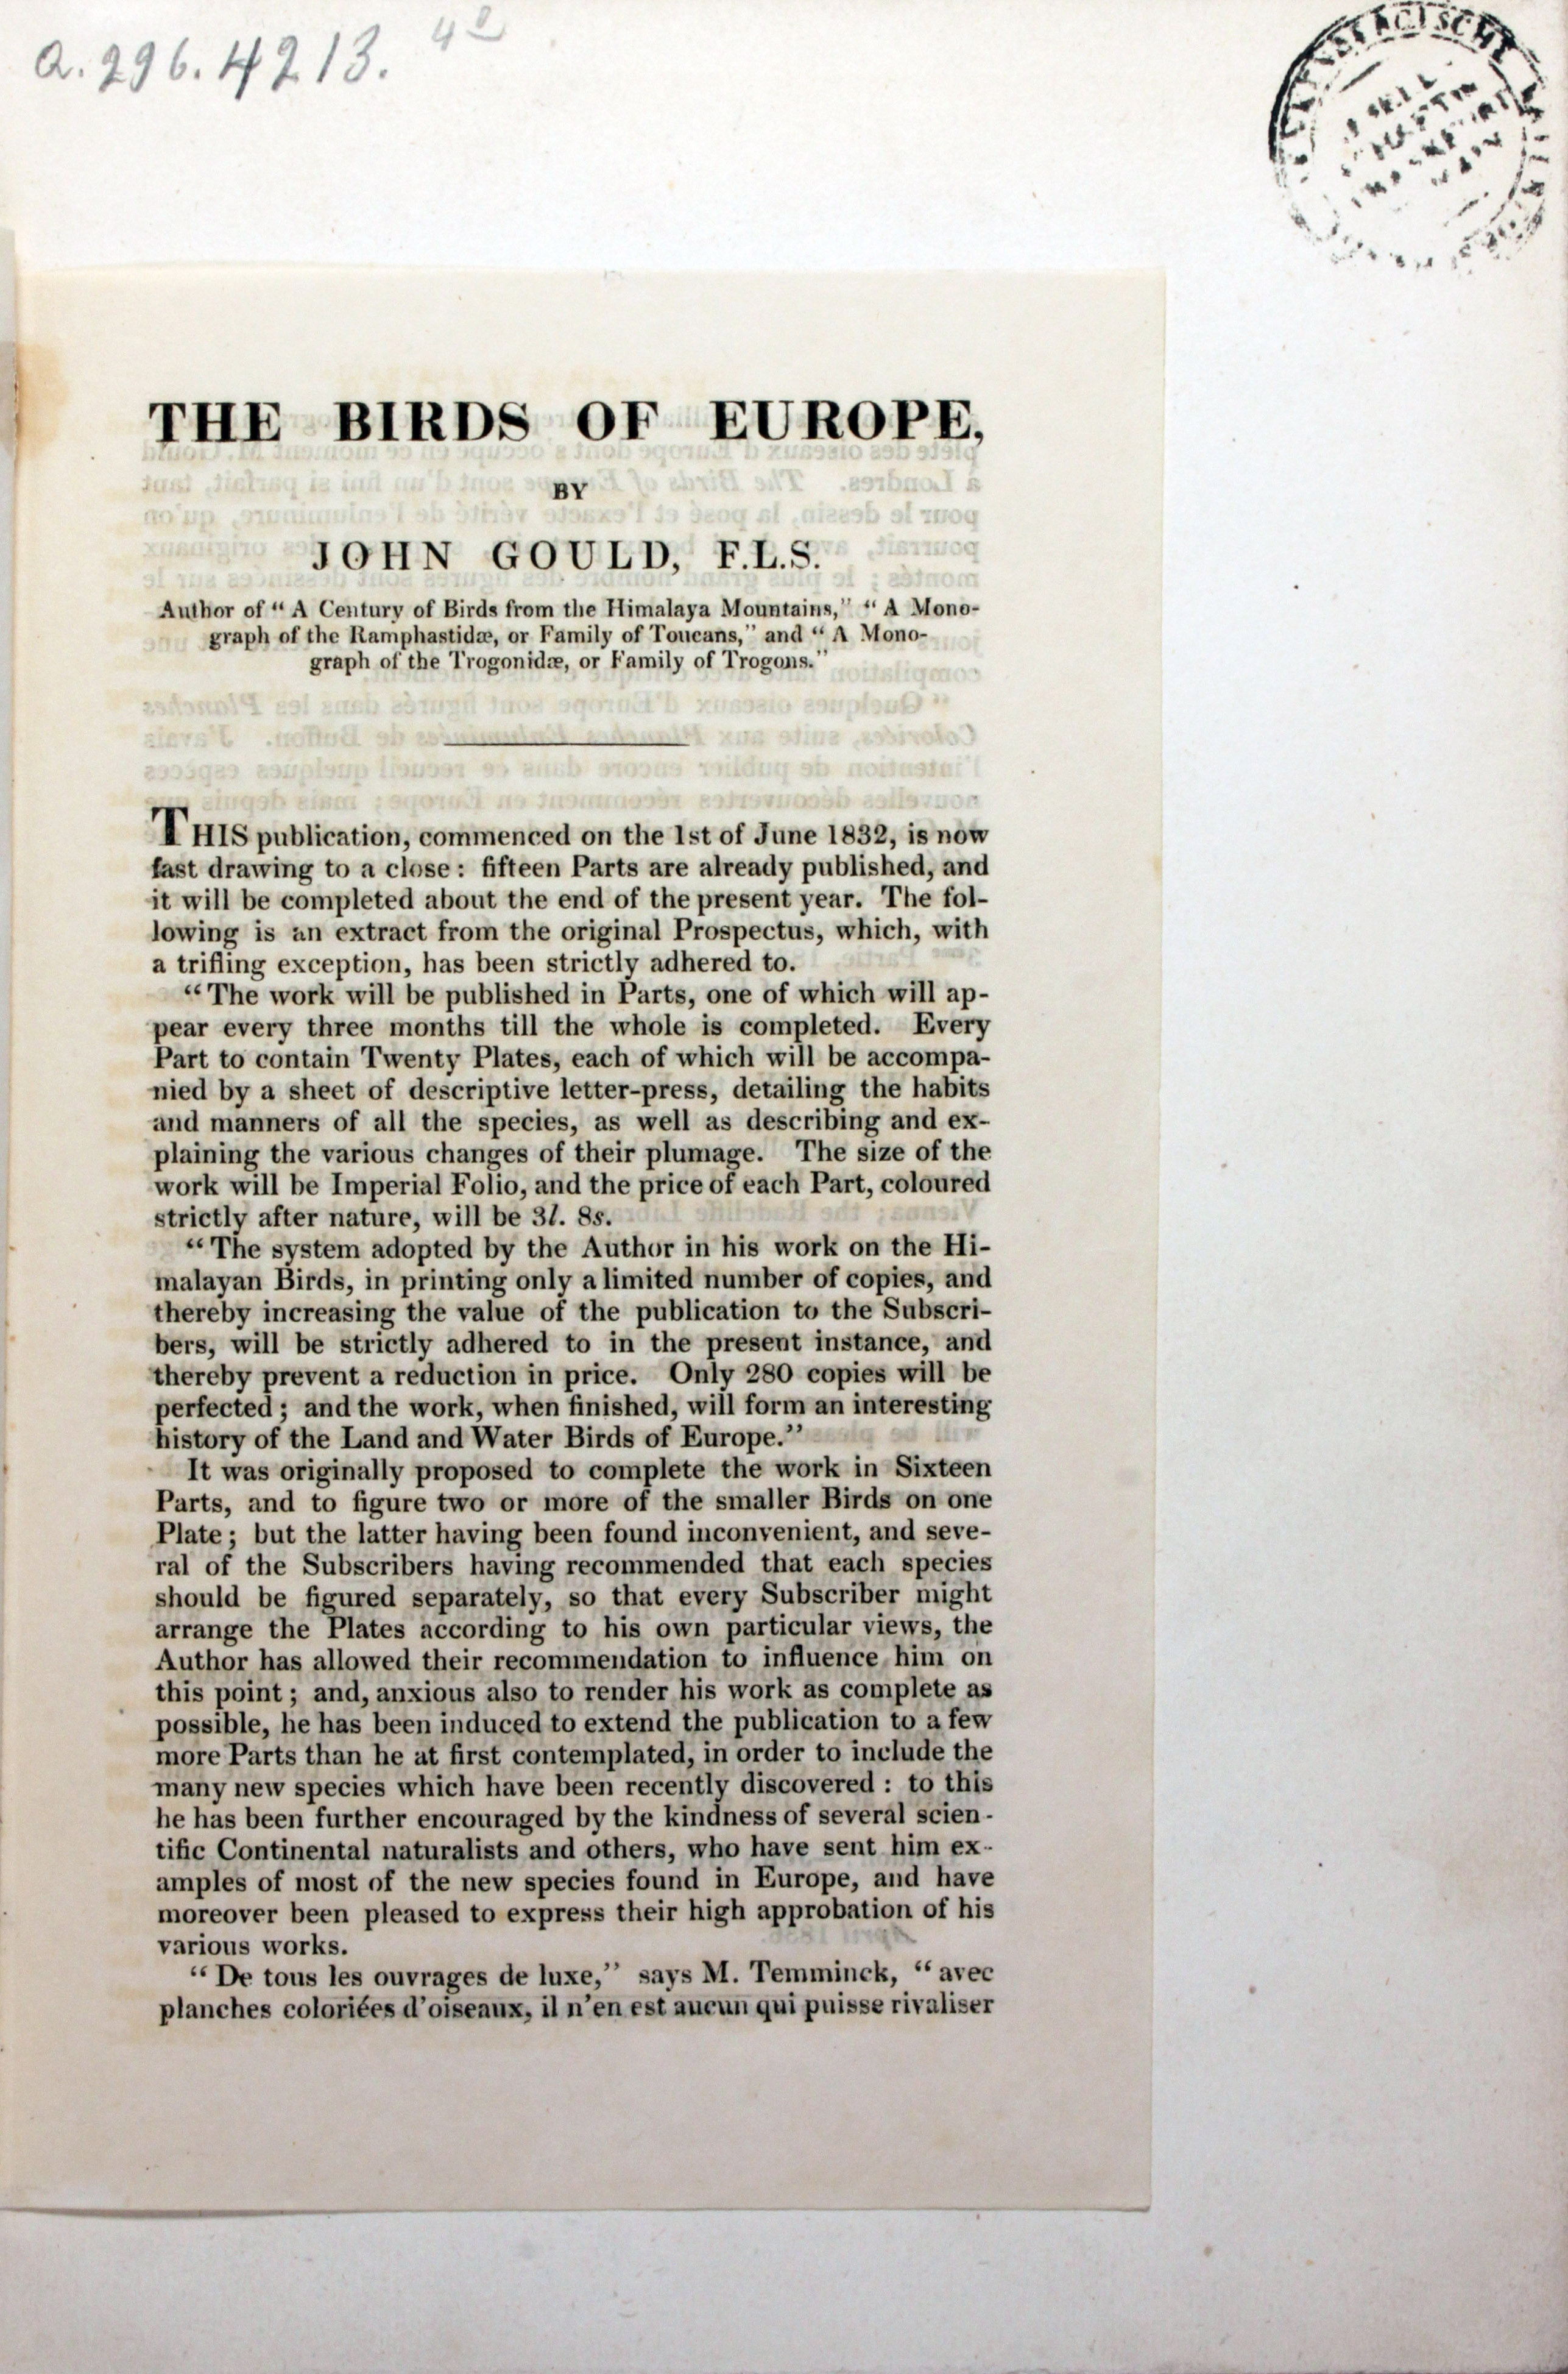 a. 296. 4213. 4º
THE BIRDS OF EUROPE,
BY
JOHN GOULD, F.L.S.
Author of “A Century of Birds from the Himalaya Mountains,” “A Mono-
graph of the Ramphastidæ, or Family of Toucans,” and “A Mono-
graph of the Trogonidæ, or Family of Trogons.”
THIS publication, commenced on the 1st of June 1832, is now
fast drawing to a close: fifteen Parts are already published, and
it will be completed about the end of the present year. The fol-
lowing is an extract from the original Prospectus, which, with
a trifling exception, has been strictly adhered to.
“The work will be published in Parts, one of which will ap-
pear every three months till the whole is completed. Every
Part to contain Twenty Plates, each of which will be accompa-
nied by a sheet of descriptive letter-press, detailing the habits
and manners of all the species, as well as describing and ex-
plaining the various changes of their plumage. The size of the
work will be Imperial Folio, and the price of each Part, coloured
strictly after nature, will be 3l. 8s.
“The system adopted by the Author in his work on the Hi-
malayan Birds, in printing only a limited number of copies, and
thereby increasing the value of the publication to the Subscri-
bers, will be strictly adhered to in the present instance, and
thereby prevent a reduction in price. Only 280 copies will be
perfected; and the work, when finished, will form an interesting
history of the Land and Water Birds of Europe.”
It was originally proposed to complete the work in Sixteen
Parts, and to figure two or more of the smaller Birds on one
Plate; but the latter having been found inconvenient, and seve-
ral of the Subscribers having recommended that each species
should be figured separately, so that every Subscriber might
arrange the Plates according to his own particular views, the
Author has allowed their recommendation to influence him on
this point; and, anxious also to render his work as complete as
possible, he has been induced to extend the publication to a few
more Parts than he at first contemplated, in order to include the
many new species which have been recently discovered: to this
he has been further encouraged by the kindness of several scien-
tific Continental naturalists and others, who have sent him ex-
amples of most of the new species found in Europe, and have
moreover been pleased to express their high approbation of his
various works.
“De tous les ouvrages de luxe,” says M. Temminck, “avec
planches coloriées d’oiseaux, il n’en est aucun qui puisse rivaliser